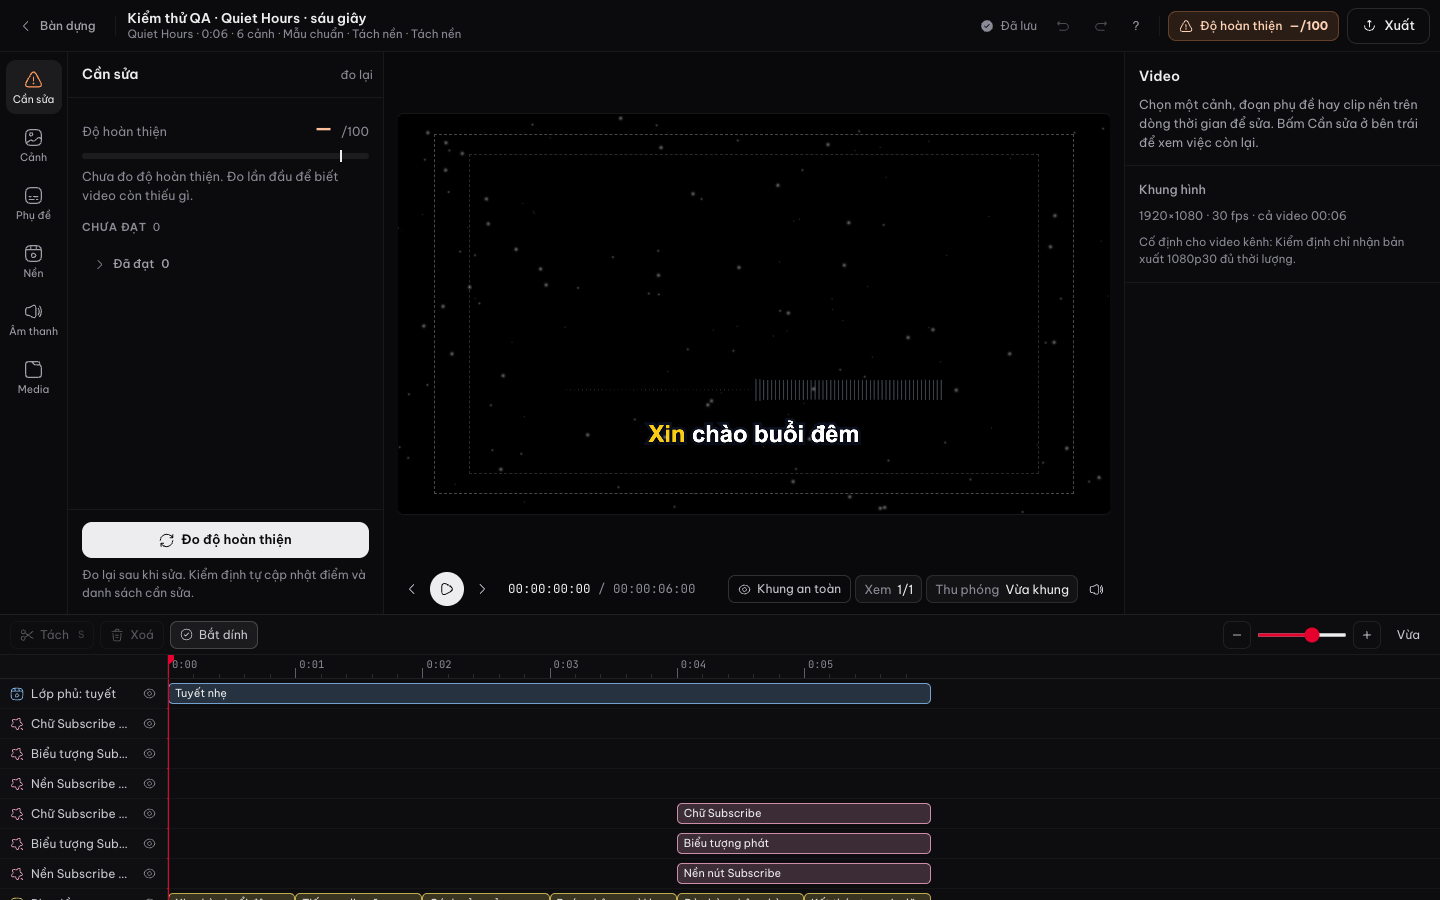 Bàn dựng
Kiểm thử QA · Quiet Hours · sáu giây
Quiet Hours · 0:06 · 6 cảnh · Mẫu chuẩn · Tách nền · Tách nền
Đã lưu
?
Độ hoàn thiện –/100
Xuất
Cần sửa
Cảnh
Phụ đề
Nền
Âm thanh
Media
Cần sửa
đo lại
Độ hoàn thiện – /100
Chưa đo độ hoàn thiện. Đo lần đầu để biết
video còn thiếu gì.
CHƯA ĐẠT 0
Đã đạt 0
Đo độ hoàn thiện
Đo lại sau khi sửa. Kiểm định tự cập nhật điểm và
danh sách cần sửa.
Xin chào buổi đêm
00:00:00:00 / 00:00:06:00
Khung an toàn
Xem 1/1
Thu phóng Vừa khung
Video
Chọn một cảnh, đoạn phụ đề hay clip nền trên
dòng thời gian để sửa. Bấm Cần sửa ở bên trái
để xem việc còn lại.
Khung hình
1920×1080 · 30 fps · cả video 00:06
Cố định cho video kênh: Kiểm định chỉ nhận bản
xuất 1080p30 đủ thời lượng.
Tách S
Xoá
Bắt dính
Vừa
0:00 0:01 0:02 0:03 0:04 0:05
Lớp phủ: tuyết
Tuyết nhẹ
Chữ Subscribe ...
Biểu tượng Sub...
Nền Subscribe ...
Chữ Subscribe ...
Chữ Subscribe
Biểu tượng Sub...
Biểu tượng phát
Nền Subscribe ...
Nền nút Subscribe